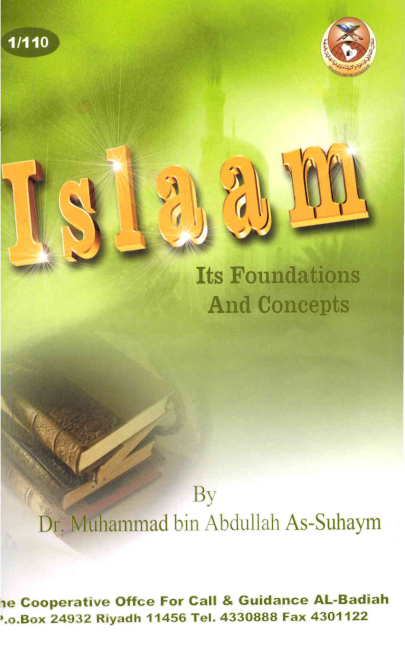 1/110
Islaam
Its Foundations
And Concepts
By
Dr. Muhammad bin Abdullah As-Suhaym
he Cooperative Offce For Call & Guidance AL-Badiah
.o.Box 24932 Riyadh 11456 Tel. 4330888 Fax 4301122